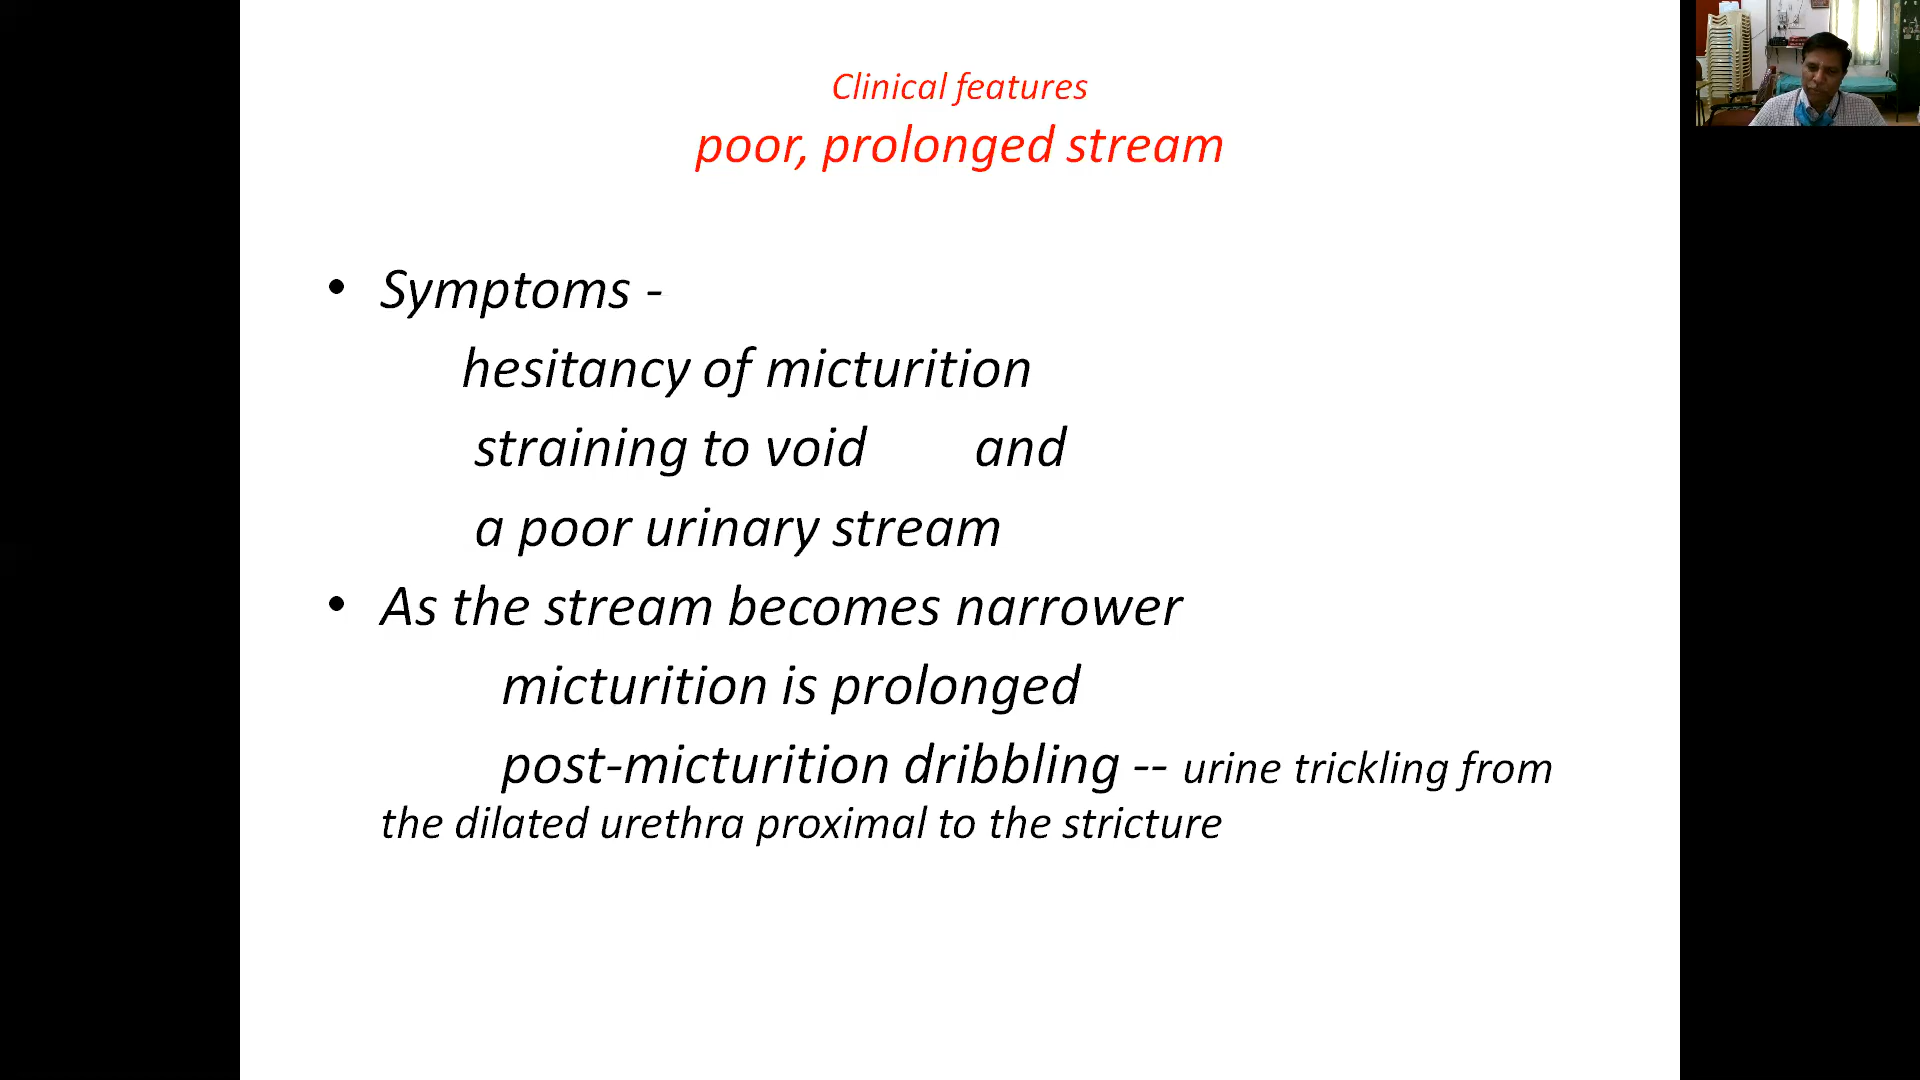 Clinical features
poor, prolonged stream
• Symptoms -
hesitancy of micturition
straining to void and
a poor urinary stream
• As the stream becomes narrower
micturition is prolonged
post-micturition dribbling -- urine trickling from
the dilated urethra proximal to the stricture